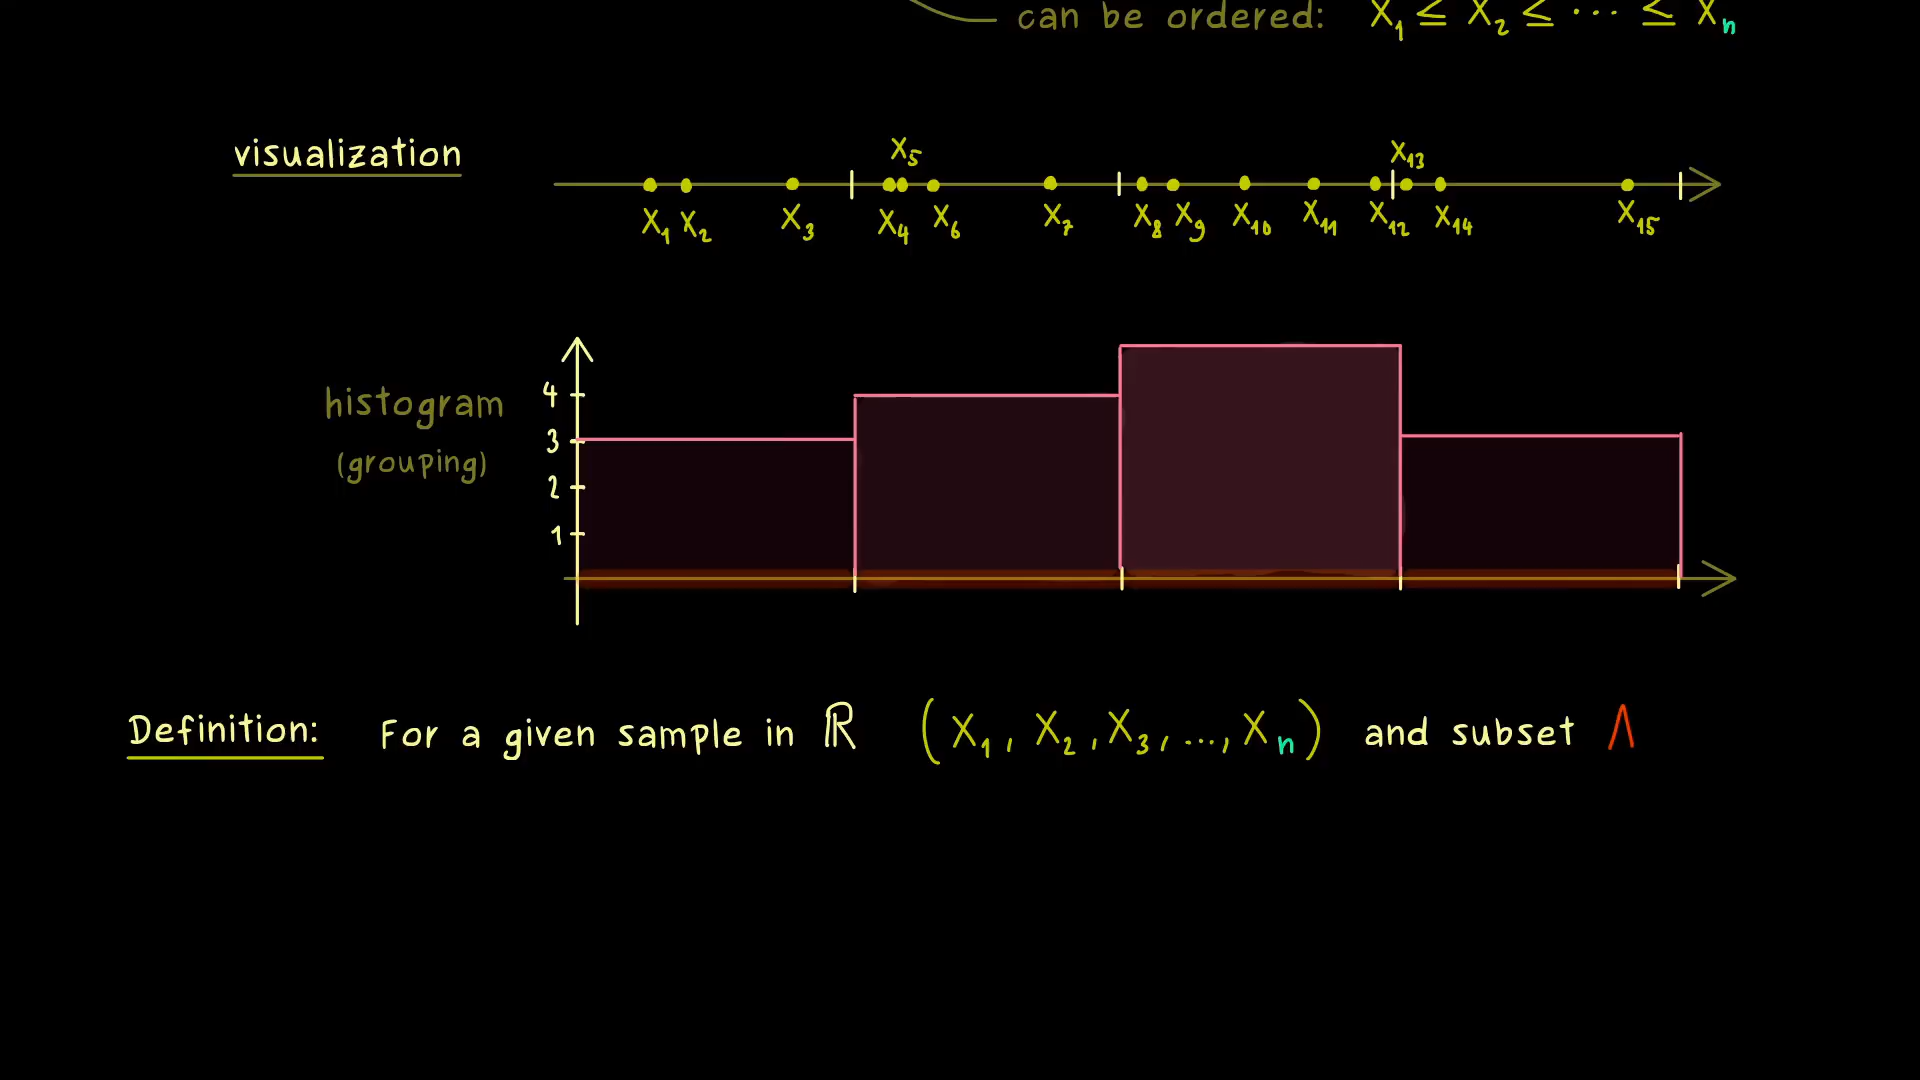 can be ordered: X₁ ≤ X₂ ≤ ⋯ ≤ Xₙ
visualization
X₅ X₁₃
X₁ X₂ X₃ X₄ X₆ X₇ X₈ X₉ X₁₀ X₁₁ X₁₂ X₁₄ X₁₅
histogram
(grouping)
4
3
2
1
Definition: For a given sample in ℝ (X₁, X₂, X₃, ..., Xₙ) and subset